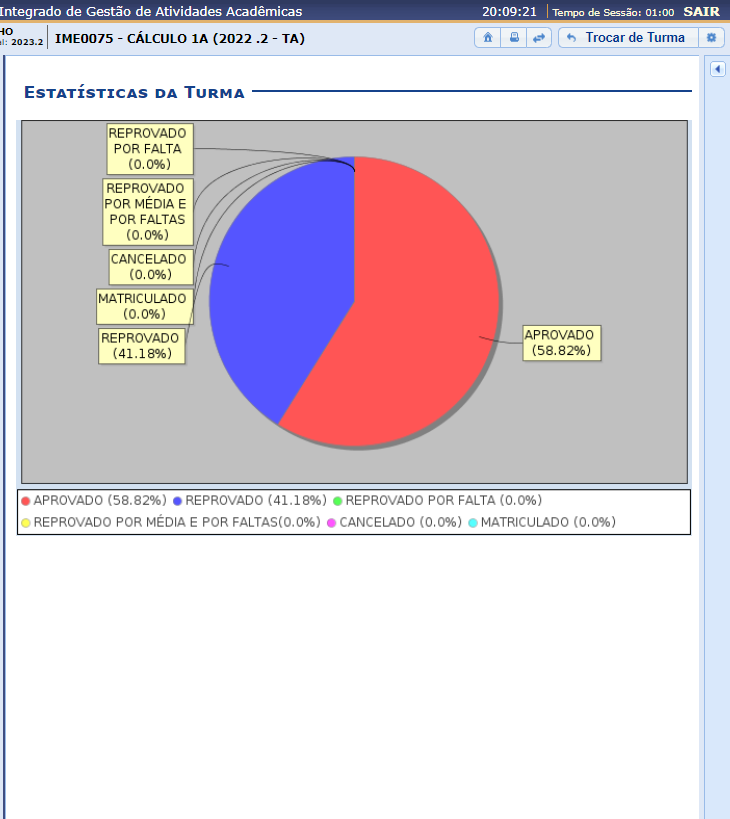 Integrado de Gestão de Atividades Acadêmicas 20:09:21 Tempo de Sessão: 01:00 SAIR
HO
el: 2023.2 IME0075 - CÁLCULO 1A (2022 .2 - TA) Trocar de Turma
ESTATÍSTICAS DA TURMA
REPROVADO
POR FALTA
(0.0%)
REPROVADO
POR MÉDIA E
POR FALTAS
(0.0%)
CANCELADO
(0.0%)
MATRICULADO
(0.0%)
REPROVADO
(41.18%)
APROVADO
(58.82%)
APROVADO (58.82%) REPROVADO (41.18%) REPROVADO POR FALTA (0.0%)
REPROVADO POR MÉDIA E POR FALTAS(0.0%) CANCELADO (0.0%) MATRICULADO (0.0%)